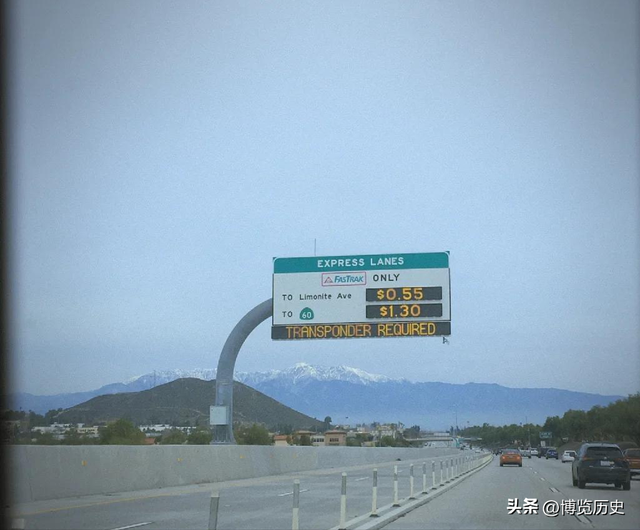 EXPRESS LANES
FASTRAK ONLY
TO Limonite Ave $0.55
TO 60 $1.30
TRANSPONDER REQUIRED
头条 @博览历史